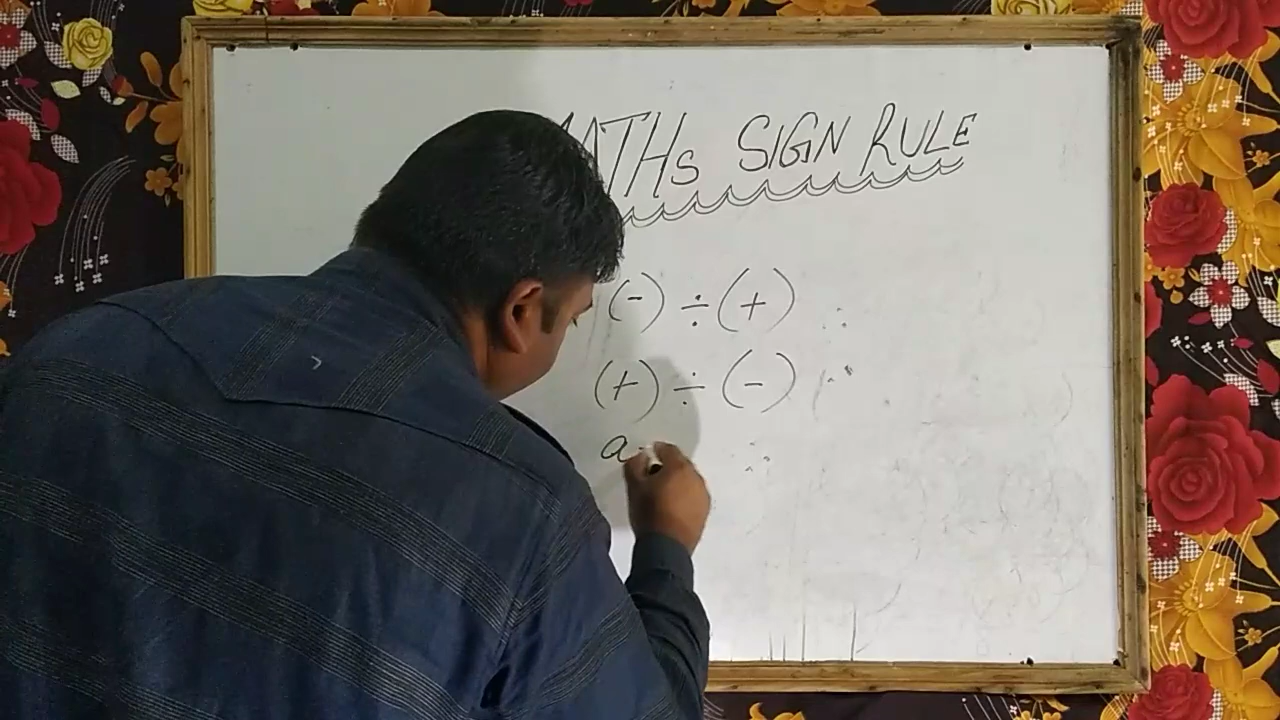 MATHs SIGN RULE
(-) ÷ (+)
(+) ÷ (-)
a